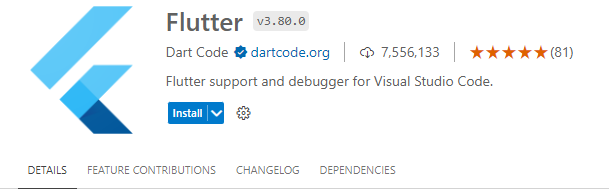 Flutter v3.80.0
Dart Code dartcode.org | 7,556,133 | ★★★★★(81)
Flutter support and debugger for Visual Studio Code.
Install
DETAILS FEATURE CONTRIBUTIONS CHANGELOG DEPENDENCIES